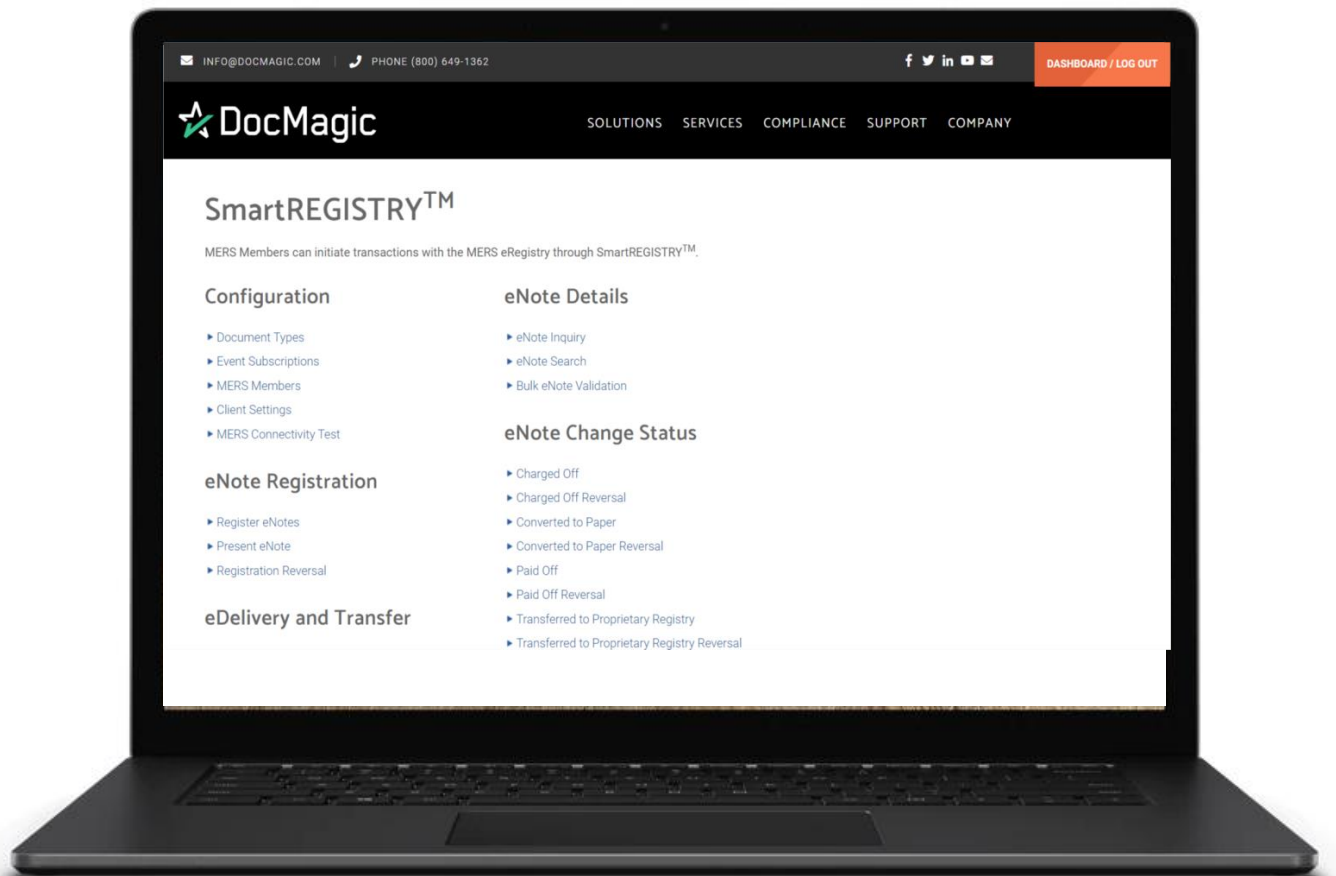 INFO@DOCMAGIC.COM | PHONE (800) 649-1362
DASHBOARD / LOG OUT
DocMagic
SOLUTIONS SERVICES COMPLIANCE SUPPORT COMPANY
SmartREGISTRY™
MERS Members can initiate transactions with the MERS eRegistry through SmartREGISTRY™.
Configuration
Document Types
Event Subscriptions
MERS Members
Client Settings
MERS Connectivity Test
eNote Registration
Register eNotes
Present eNote
Registration Reversal
eDelivery and Transfer
eNote Details
eNote Inquiry
eNote Search
Bulk eNote Validation
eNote Change Status
Charged Off
Charged Off Reversal
Converted to Paper
Converted to Paper Reversal
Paid Off
Paid Off Reversal
Transferred to Proprietary Registry
Transferred to Proprietary Registry Reversal